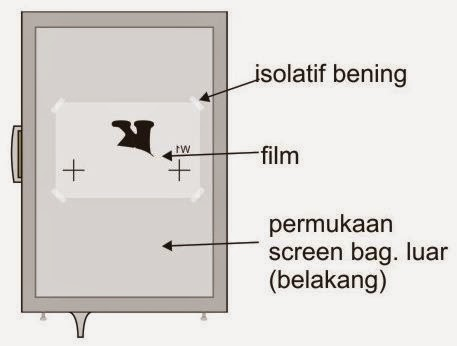 isolatif bening
film
permukaan
screen bag. luar
(belakang)